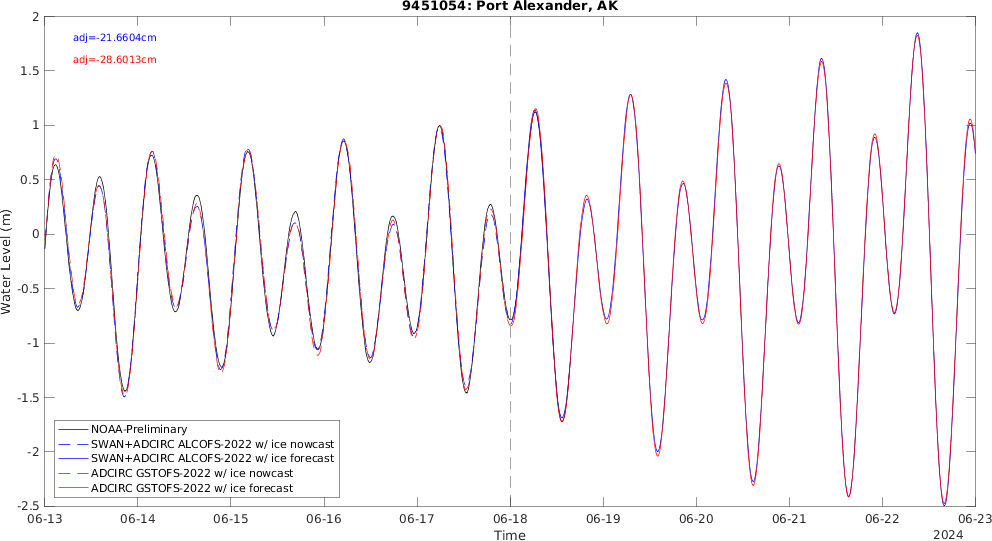 9451054: Port Alexander, AK
adj=-21.6604cm
adj=-28.6013cm
Water Level (m)
2
1.5
1
0.5
0
-0.5
-1
-1.5
-2
-2.5
NOAA-Preliminary
SWAN+ADCIRC ALCOFS-2022 w/ ice nowcast
SWAN+ADCIRC ALCOFS-2022 w/ ice forecast
ADCIRC GSTOFS-2022 w/ ice nowcast
ADCIRC GSTOFS-2022 w/ ice forecast
06-13 06-14 06-15 06-16 06-17 06-18 06-19 06-20 06-21 06-22 06-23
Time
2024